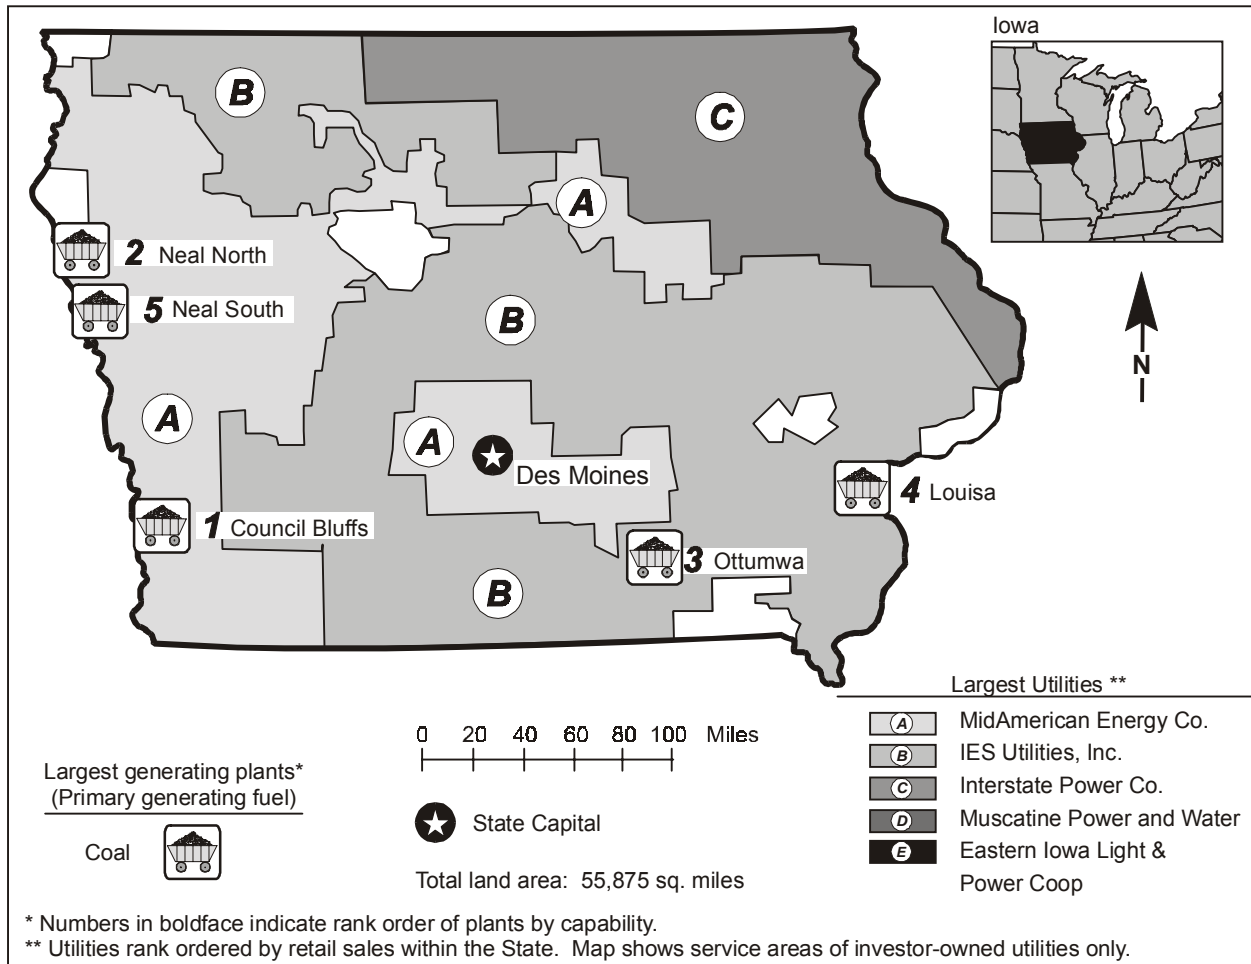 Iowa
B
C
A
2 Neal North
5 Neal South
B
N
A
A
Des Moines
4 Louisa
1 Council Bluffs
3 Ottumwa
B
Largest Utilities **
A MidAmerican Energy Co.
B IES Utilities, Inc.
C Interstate Power Co.
D Muscatine Power and Water
E Eastern Iowa Light &
Power Coop
0 20 40 60 80 100 Miles
Largest generating plants*
(Primary generating fuel)
State Capital
Coal
Total land area: 55,875 sq. miles
* Numbers in boldface indicate rank order of plants by capability.
** Utilities rank ordered by retail sales within the State. Map shows service areas of investor-owned utilities only.